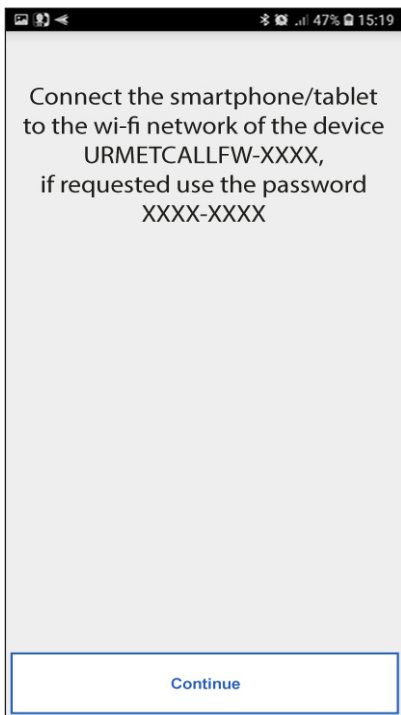 47% 15:19
Connect the smartphone/tablet
to the wi-fi network of the device
URMETCALLFW-XXXX,
if requested use the password
XXXX-XXXX
Continue